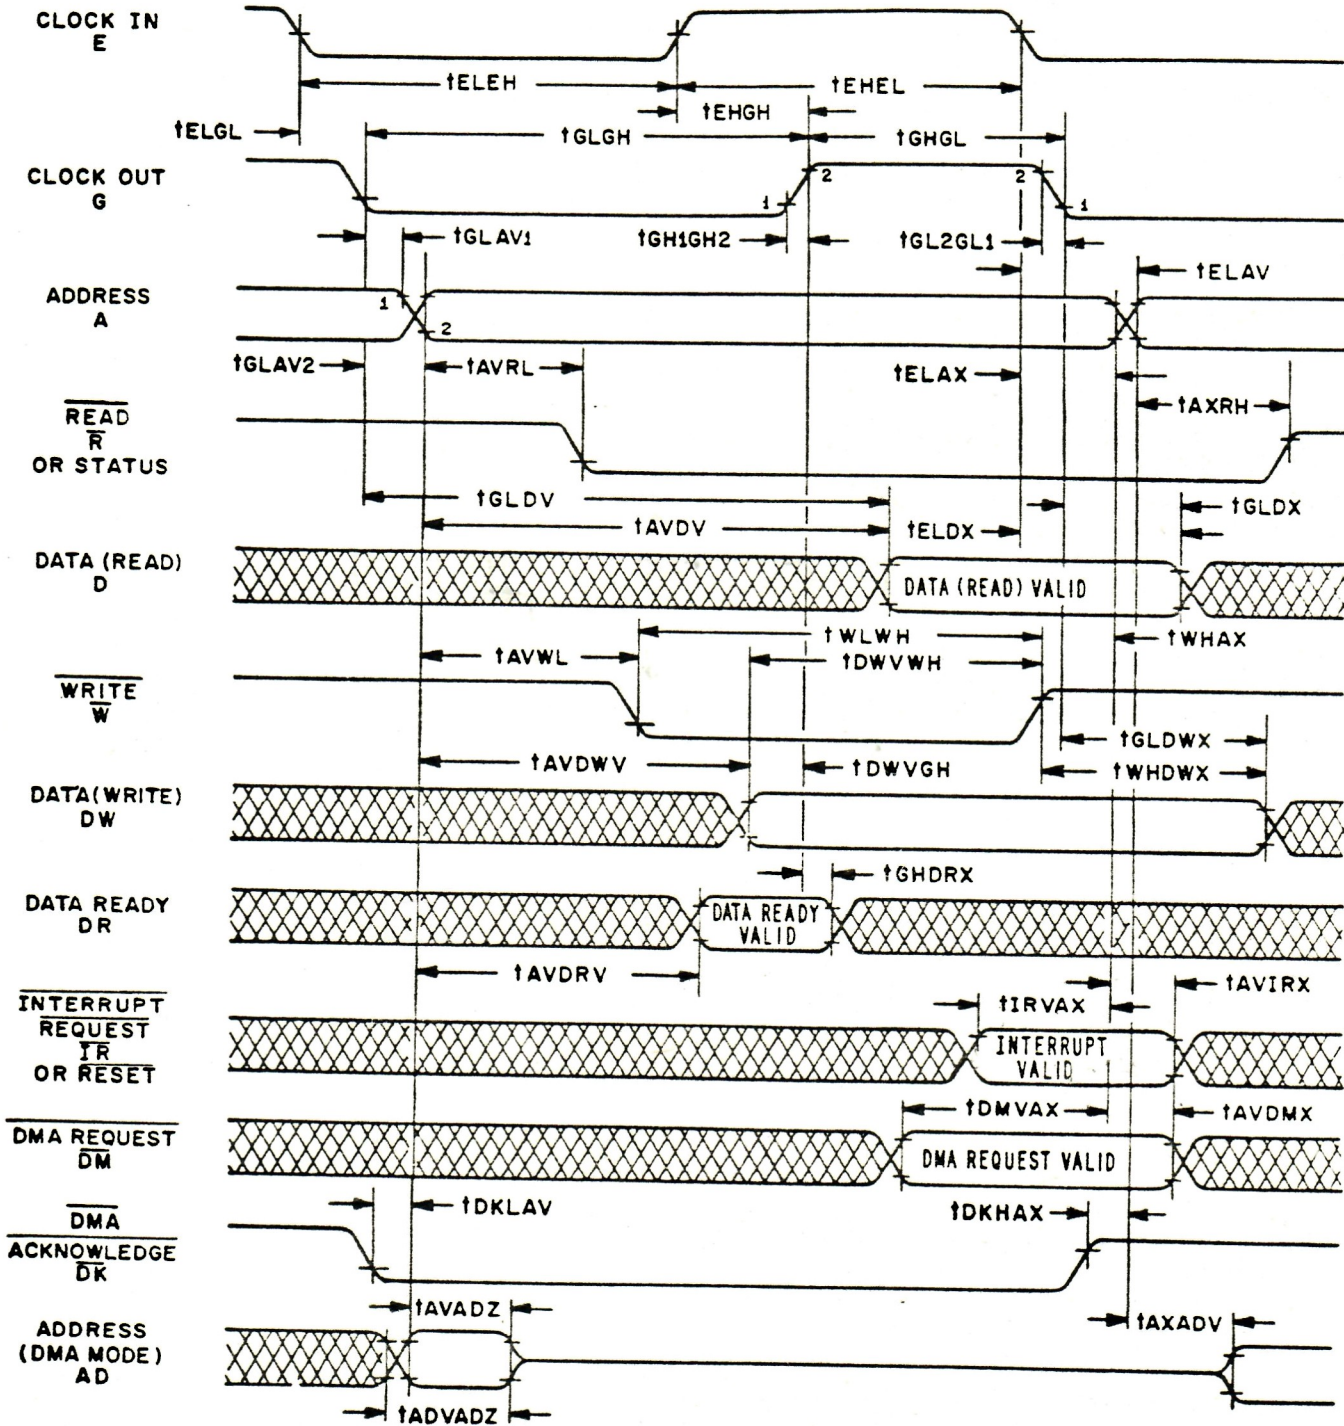 CLOCK IN
E
tELEH
tEHEL
tEHGH
tELGL
tGLGH
tGHGL
CLOCK OUT
G
2
2
1
1
tGLAV1
tGH1GH2
tGL2GL1
tELAV
ADDRESS
A
1
2
tGLAV2
tAVRL
tELAX
tAXRH
READ
R
OR STATUS
tGLDV
tGLDX
tAVDV
tELDX
DATA (READ)
D
DATA (READ) VALID
tWLWH
tWHAX
tAVWL
tDWVWH
WRITE
W
tGLDWX
tAVDWV
tDWVGH
tWHDWX
DATA(WRITE)
DW
tGHDRX
DATA READY
DR
DATA READY
VALID
tAVDRV
tAVIRX
tIRVAX
INTERRUPT
REQUEST
IR
OR RESET
INTERRUPT
VALID
tDMVAX
tAVDMX
DMA REQUEST
DM
DMA REQUEST VALID
tDKLAV
tDKHAX
DMA
ACKNOWLEDGE
DK
tAVADZ
tAXADV
ADDRESS
(DMA MODE)
AD
tADVADZ